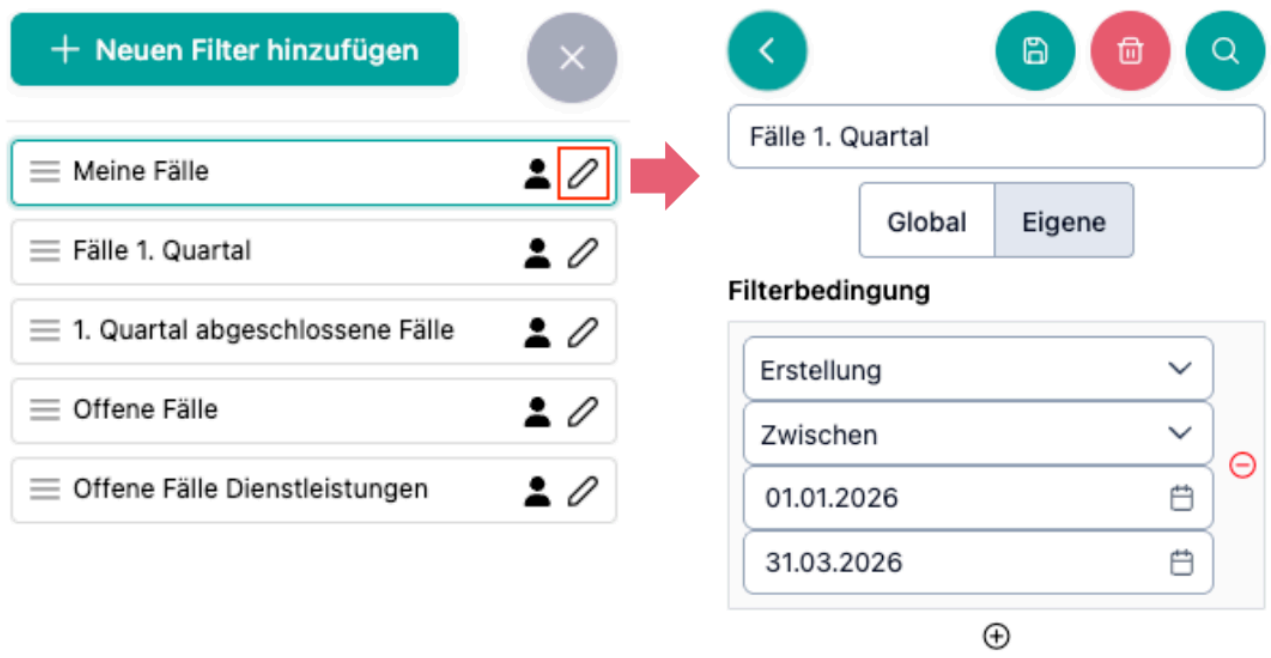 Neuen Filter hinzufügen
Meine Fälle
Fälle 1. Quartal
1. Quartal abgeschlossene Fälle
Offene Fälle
Offene Fälle Dienstleistungen
Fälle 1. Quartal
Global Eigene
Filterbedingung
Erstellung
Zwischen
01.01.2026
31.03.2026